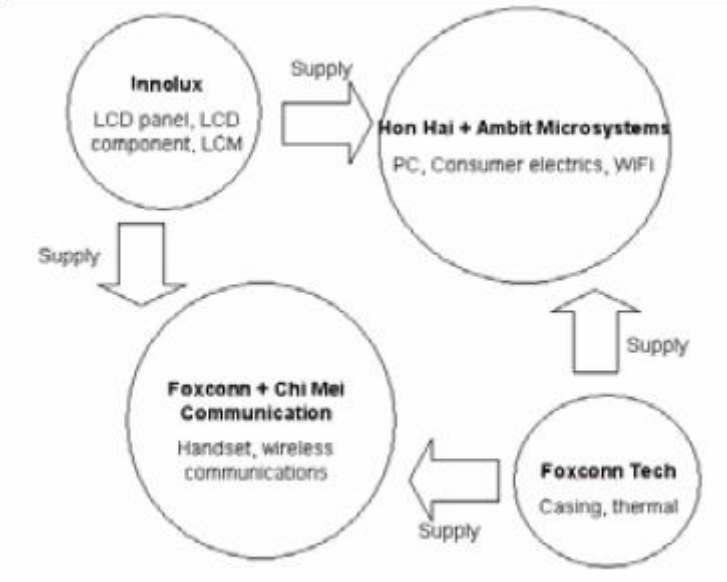 Innolux
LCD panel, LCD
component, LCM
Supply
Hon Hai + Ambit Microsystems
PC, Consumer electrics, WiFi
Supply
Foxconn + Chi Mei
Communication
Handset, wireless
communications
Supply
Foxconn Tech
Casing, thermal
Supply